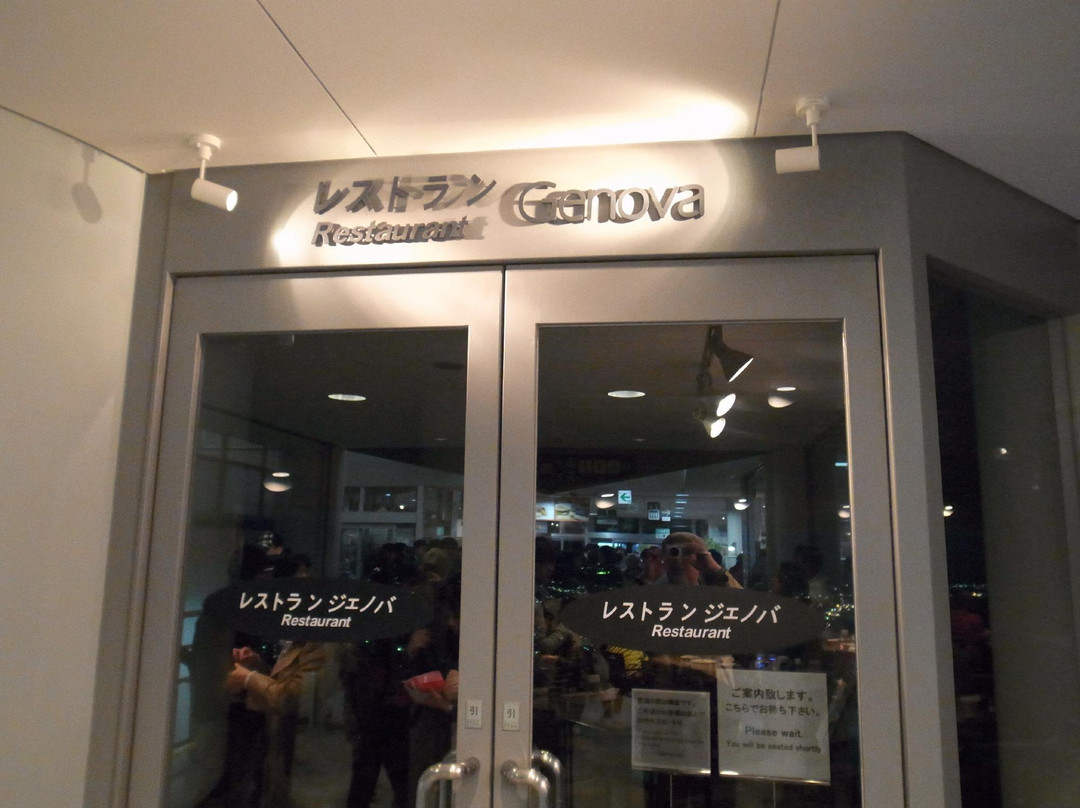 レストラン Genova
Restaurant
レストラン ジェノバ
Restaurant
レストラン ジェノバ
Restaurant
引
引
ご案内致します。
こちらでお待ち下さい。
Please wait.
You will be seated shortly